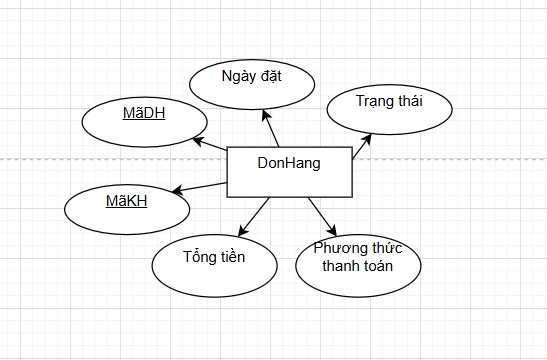 Ngày đặt
Trạng thái
MãDH
DonHang
MãKH
Tổng tiền
Phương thức
thanh toán